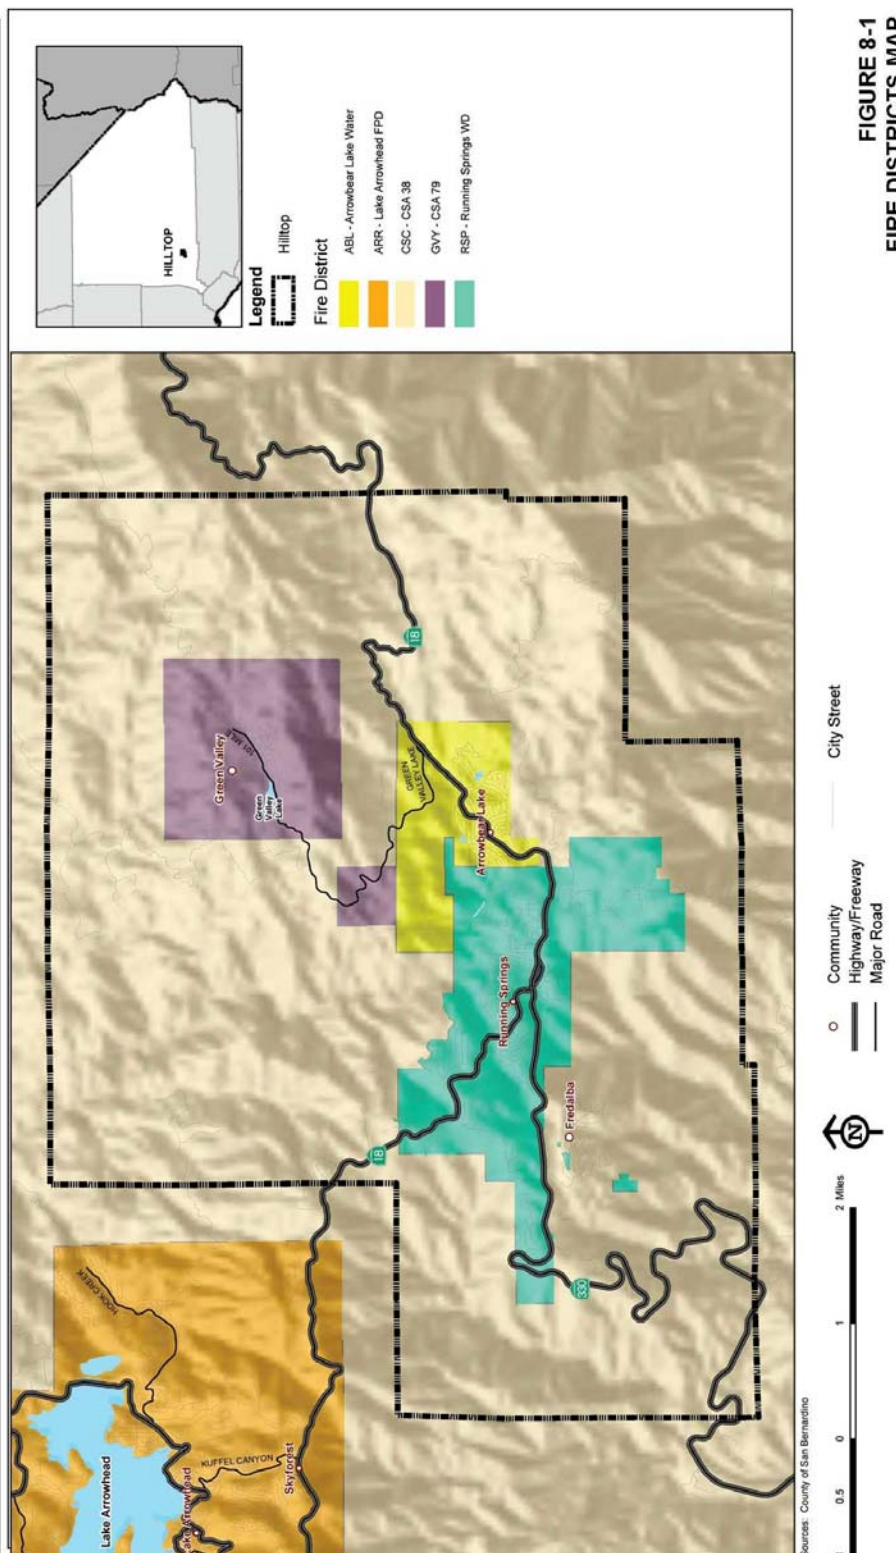 FIGURE 8-1
FIRE DISTRICTS MAP
HILLTOP
Legend
Hilltop
Fire District
ABL - Arrowbear Lake Water
ARR - Lake Arrowhead FPD
CSC - CSA 38
GVY - CSA 79
RSP - Running Springs WD
HOOK CREEK
Lake Arrowhead
Lake Arrowhead
KUFFEL CANYON
Skyforest
18
Green Valley
101 MILE
Green
Valley
Lake
GREEN
VALLEY LAKE
18
Arrowbear Lake
Running Springs
Fredalba
330
Sources: County of San Bernardino
0.5
0
1
2 Miles
N
Community
Highway/Freeway
Major Road
City Street